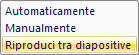 Automaticamente
Manualmente
Riproduci tra diapositive